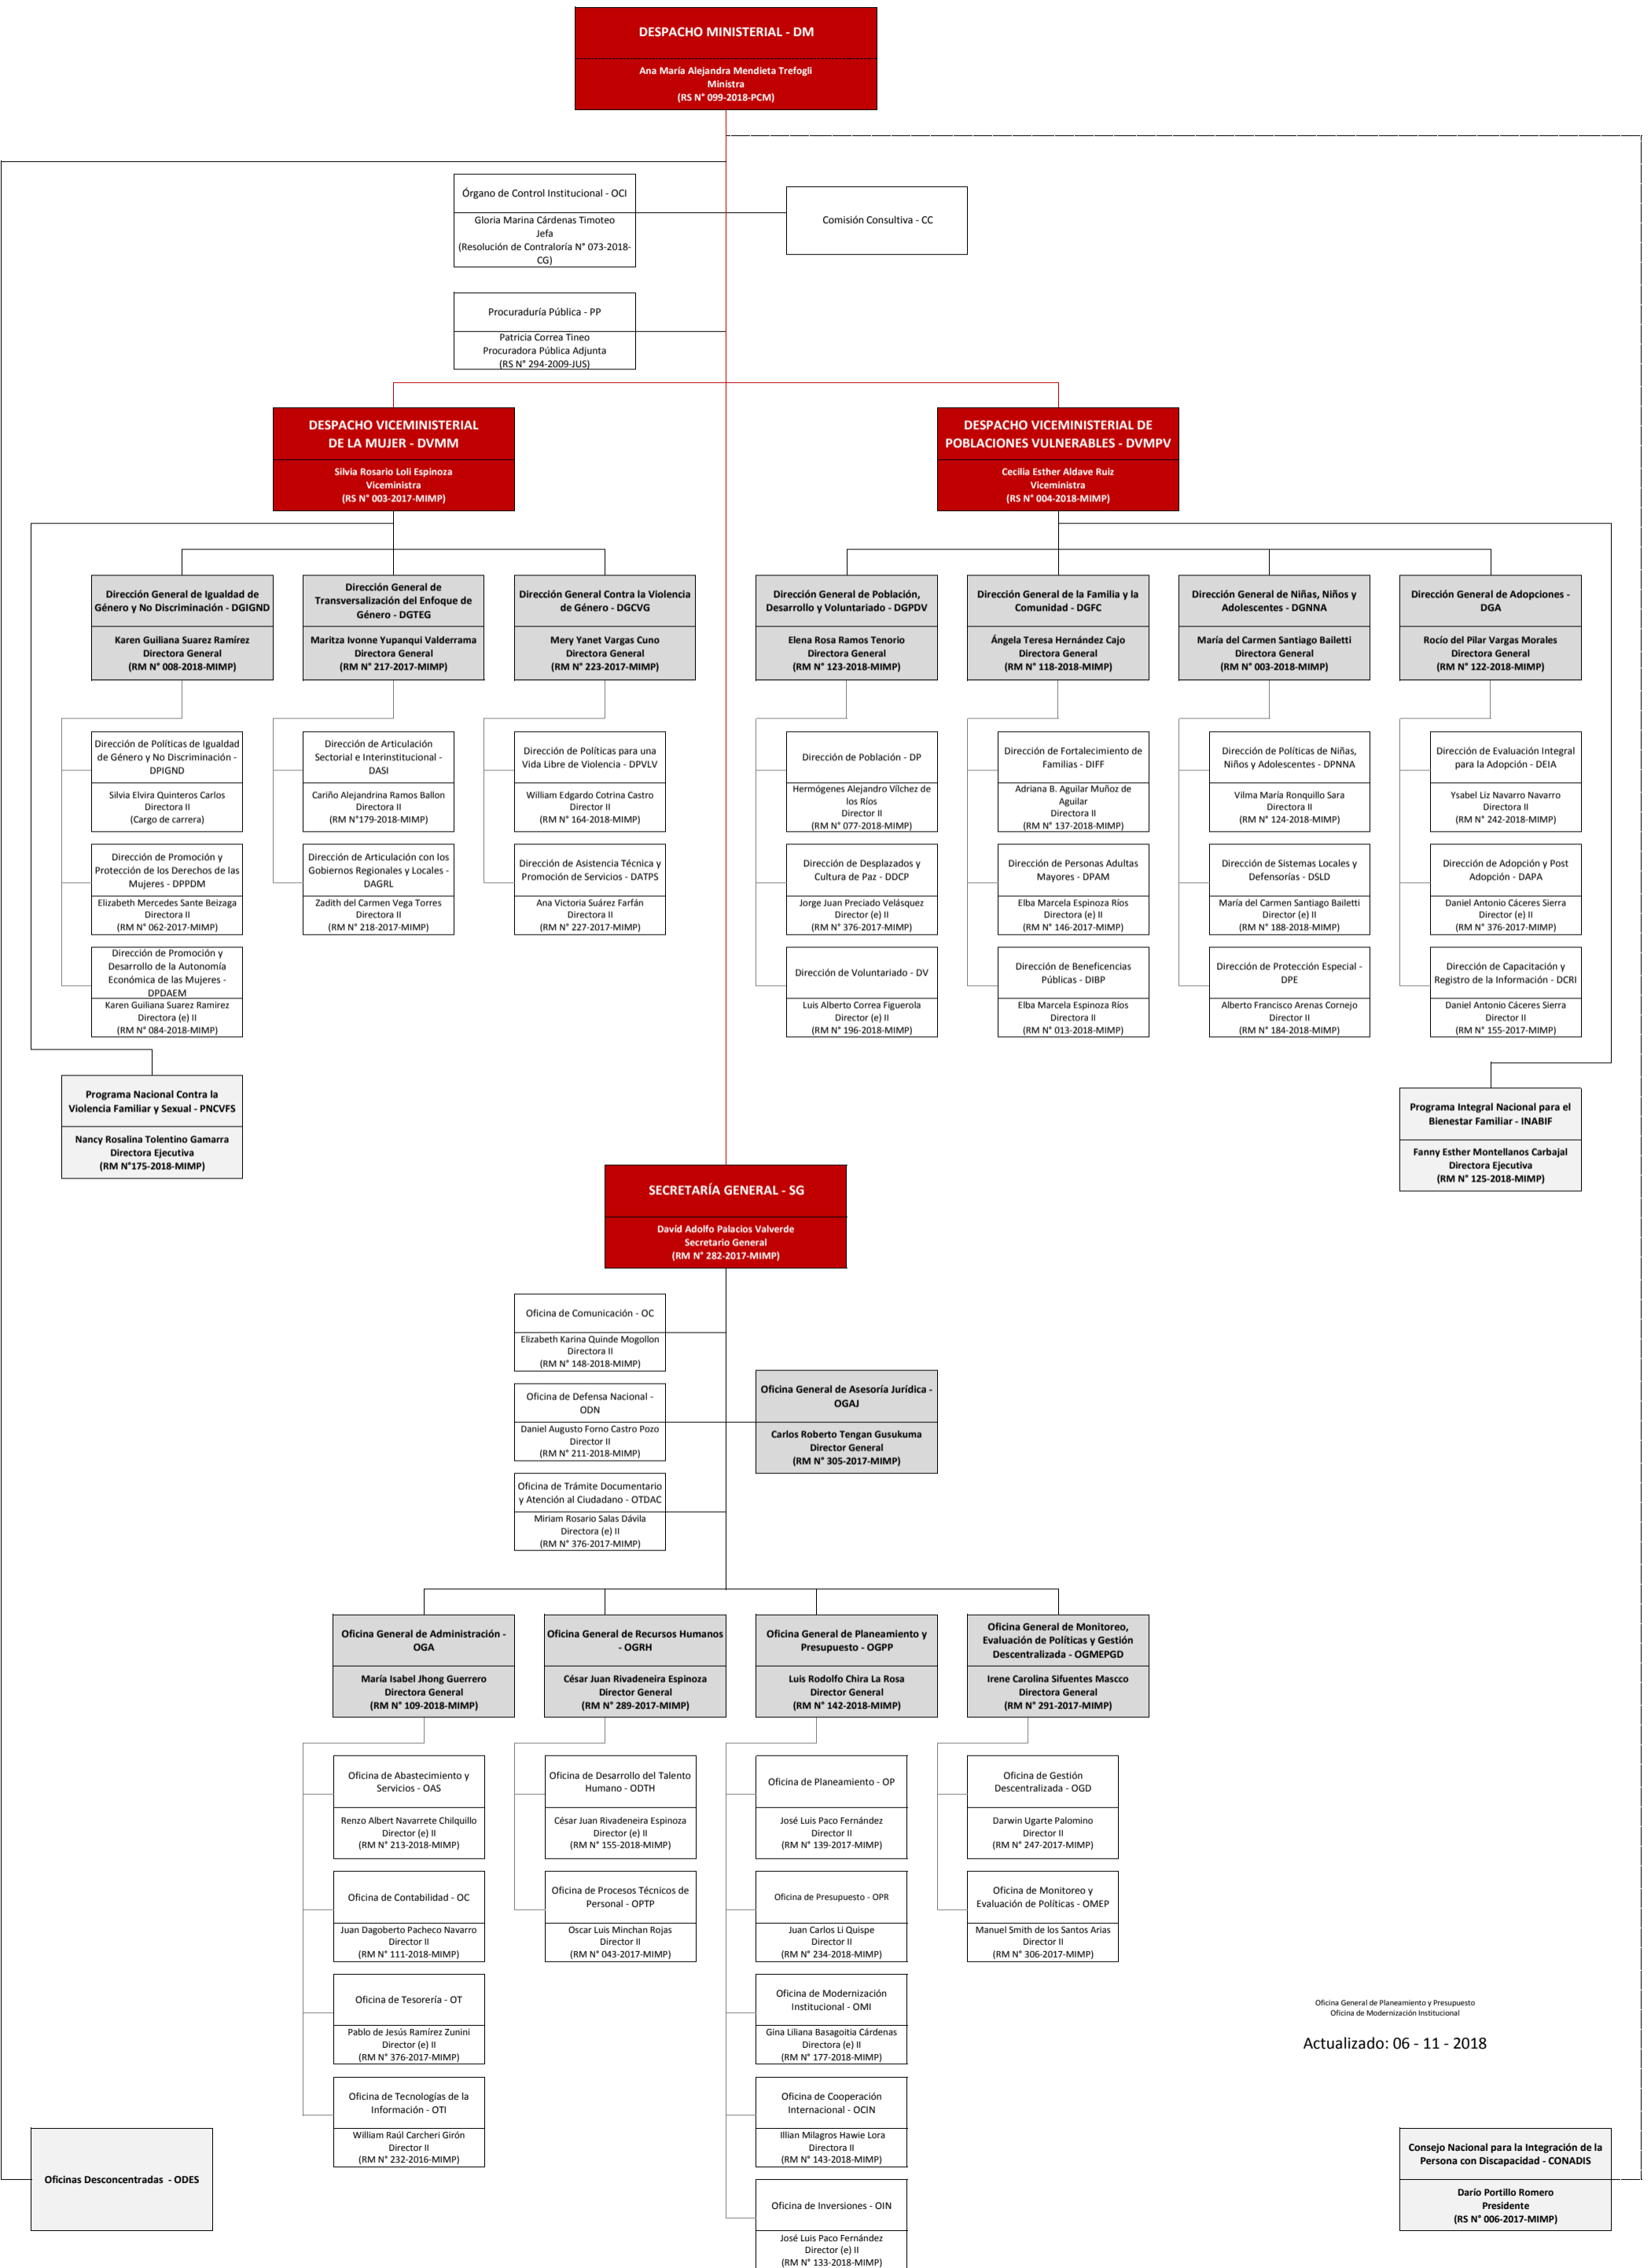 DESPACHO MINISTERIAL - DM
Ana María Alejandra Mendieta Trefogli
Ministra
(RS N° 099-2018-PCM)
Órgano de Control Institucional - OCI
Gloria Marina Cárdenas Timoteo
Jefa
(Resolución de Contraloría N° 073-2018-
CG)
Comisión Consultiva - CC
Procuraduría Pública - PP
Patricia Correa Tineo
Procuradora Pública Adjunta
(RS N° 294-2009-JUS)
DESPACHO VICEMINISTERIAL
DE LA MUJER - DVMM
Silvia Rosario Loli Espinoza
Viceministra
(RS N° 003-2017-MIMP)
DESPACHO VICEMINISTERIAL DE
POBLACIONES VULNERABLES - DVMPV
Cecilia Esther Aldave Ruiz
Viceministra
(RS N° 004-2018-MIMP)
Dirección General de Igualdad de
Género y No Discriminación - DGIGND
Karen Guiliana Suarez Ramírez
Directora General
(RM N° 008-2018-MIMP)
Dirección General de
Transversalización del Enfoque de
Género - DGTEG
Maritza Ivonne Yupanqui Valderrama
Directora General
(RM N° 217-2017-MIMP)
Dirección General Contra la Violencia
de Género - DGCVG
Mery Yanet Vargas Cuno
Directora General
(RM N° 223-2017-MIMP)
Dirección General de Población,
Desarrollo y Voluntariado - DGPDV
Elena Rosa Ramos Tenorio
Directora General
(RM N° 123-2018-MIMP)
Dirección General de la Familia y la
Comunidad - DGFC
Ángela Teresa Hernández Cajo
Directora General
(RM N° 118-2018-MIMP)
Dirección General de Niñas, Niños y
Adolescentes - DGNNA
María del Carmen Santiago Bailetti
Directora General
(RM N° 003-2018-MIMP)
Dirección General de Adopciones -
DGA
Rocío del Pilar Vargas Morales
Directora General
(RM N° 122-2018-MIMP)
Dirección de Políticas de Igualdad
de Género y No Discriminación -
DPIGND
Silvia Elvira Quinteros Carlos
Directora II
(Cargo de carrera)
Dirección de Articulación
Sectorial e Interinstitucional -
DASI
Cariño Alejandrina Ramos Ballon
Directora II
(RM N°179-2018-MIMP)
Dirección de Políticas para una
Vida Libre de Violencia - DPVLV
William Edgardo Cotrina Castro
Director II
(RM N° 164-2018-MIMP)
Dirección de Población - DP
Hermógenes Alejandro Vílchez de
los Ríos
Director II
(RM N° 077-2018-MIMP)
Dirección de Fortalecimiento de
Familias - DIFF
Adriana B. Aguilar Muñoz de
Aguilar
Directora II
(RM N° 137-2018-MIMP)
Dirección de Políticas de Niñas,
Niños y Adolescentes - DPNNA
Vilma María Ronquillo Sara
Directora II
(RM N° 124-2018-MIMP)
Dirección de Evaluación Integral
para la Adopción - DEIA
Ysabel Liz Navarro Navarro
Directora II
(RM N° 242-2018-MIMP)
Dirección de Promoción y
Protección de los Derechos de las
Mujeres - DPPDM
Elizabeth Mercedes Sante Beizaga
Directora II
(RM N° 062-2017-MIMP)
Dirección de Articulación con los
Gobiernos Regionales y Locales -
DAGRL
Zadith del Carmen Vega Torres
Directora II
(RM N° 218-2017-MIMP)
Dirección de Asistencia Técnica y
Promoción de Servicios - DATPS
Ana Victoria Suárez Farfán
Directora II
(RM N° 227-2017-MIMP)
Dirección de Desplazados y
Cultura de Paz - DDCP
Jorge Juan Preciado Velásquez
Director (e) II
(RM N° 376-2017-MIMP)
Dirección de Personas Adultas
Mayores - DPAM
Elba Marcela Espinoza Ríos
Directora (e) II
(RM N° 146-2017-MIMP)
Dirección de Sistemas Locales y
Defensorías - DSLD
María del Carmen Santiago Bailetti
Director (e) II
(RM N° 188-2018-MIMP)
Dirección de Adopción y Post
Adopción - DAPA
Daniel Antonio Cáceres Sierra
Director (e) II
(RM N° 376-2017-MIMP)
Dirección de Promoción y
Desarrollo de la Autonomía
Económica de las Mujeres -
DPDAEM
Karen Guiliana Suarez Ramirez
Directora (e) II
(RM N° 084-2018-MIMP)
Dirección de Voluntariado - DV
Luis Alberto Correa Figuerola
Director (e) II
(RM N° 196-2018-MIMP)
Dirección de Beneficencias
Públicas - DIBP
Elba Marcela Espinoza Ríos
Directora II
(RM N° 013-2018-MIMP)
Dirección de Protección Especial -
DPE
Alberto Francisco Arenas Cornejo
Director II
(RM N° 184-2018-MIMP)
Dirección de Capacitación y
Registro de la Información - DCRI
Daniel Antonio Cáceres Sierra
Director II
(RM N° 155-2017-MIMP)
Programa Nacional Contra la
Violencia Familiar y Sexual - PNCVFS
Nancy Rosalina Tolentino Gamarra
Directora Ejecutiva
(RM N°175-2018-MIMP)
Programa Integral Nacional para el
Bienestar Familiar - INABIF
Fanny Esther Montellanos Carbajal
Directora Ejecutiva
(RM N° 125-2018-MIMP)
SECRETARÍA GENERAL - SG
Davíd Adolfo Palacios Valverde
Secretario General
(RM N° 282-2017-MIMP)
Oficina de Comunicación - OC
Elizabeth Karina Quinde Mogollon
Directora II
(RM N° 148-2018-MIMP)
Oficina de Defensa Nacional -
ODN
Daniel Augusto Forno Castro Pozo
Director II
(RM N° 211-2018-MIMP)
Oficina General de Asesoría Jurídica -
OGAJ
Carlos Roberto Tengan Gusukuma
Director General
(RM N° 305-2017-MIMP)
Oficina de Trámite Documentario
y Atención al Ciudadano - OTDAC
Miriam Rosario Salas Dávila
Directora (e) II
(RM N° 376-2017-MIMP)
Oficina General de Administración -
OGA
María Isabel Jhong Guerrero
Directora General
(RM N° 109-2018-MIMP)
Oficina General de Recursos Humanos
- OGRH
César Juan Rivadeneira Espinoza
Director General
(RM N° 289-2017-MIMP)
Oficina General de Planeamiento y
Presupuesto - OGPP
Luis Rodolfo Chira La Rosa
Director General
(RM N° 142-2018-MIMP)
Oficina General de Monitoreo,
Evaluación de Políticas y Gestión
Descentralizada - OGMEPGD
Irene Carolina Sifuentes Mascco
Directora General
(RM N° 291-2017-MIMP)
Oficina de Abastecimiento y
Servicios - OAS
Renzo Albert Navarrete Chilquillo
Director (e) II
(RM N° 213-2018-MIMP)
Oficina de Desarrollo del Talento
Humano - ODTH
César Juan Rivadeneira Espinoza
Director (e) II
(RM N° 155-2018-MIMP)
Oficina de Planeamiento - OP
José Luis Paco Fernández
Director II
(RM N° 139-2017-MIMP)
Oficina de Gestión
Descentralizada - OGD
Darwin Ugarte Palomino
Director II
(RM N° 247-2017-MIMP)
Oficina de Contabilidad - OC
Juan Dagoberto Pacheco Navarro
Director II
(RM N° 111-2018-MIMP)
Oficina de Procesos Técnicos de
Personal - OPTP
Oscar Luis Minchan Rojas
Director II
(RM N° 043-2017-MIMP)
Oficina de Presupuesto - OPR
Juan Carlos Li Quispe
Director II
(RM N° 234-2018-MIMP)
Oficina de Monitoreo y
Evaluación de Políticas - OMEP
Manuel Smith de los Santos Arias
Director II
(RM N° 306-2017-MIMP)
Oficina de Tesorería - OT
Pablo de Jesús Ramírez Zunini
Director (e) II
(RM N° 376-2017-MIMP)
Oficina de Modernización
Institucional - OMI
Gina Liliana Basagoitia Cárdenas
Directora (e) II
(RM N° 177-2018-MIMP)
Oficina General de Planeamiento y Presupuesto
Oficina de Modernización Institucional
Actualizado: 06 - 11 - 2018
Oficina de Tecnologías de la
Información - OTI
William Raúl Carcheri Girón
Director II
(RM N° 232-2016-MIMP)
Oficina de Cooperación
Internacional - OCIN
Illian Milagros Hawie Lora
Directora II
(RM N° 143-2018-MIMP)
Oficinas Desconcentradas - ODES
Consejo Nacional para la Integración de la
Persona con Discapacidad - CONADIS
Darío Portillo Romero
Presidente
(RS N° 006-2017-MIMP)
Oficina de Inversiones - OIN
José Luis Paco Fernández
Director (e) II
(RM N° 133-2018-MIMP)